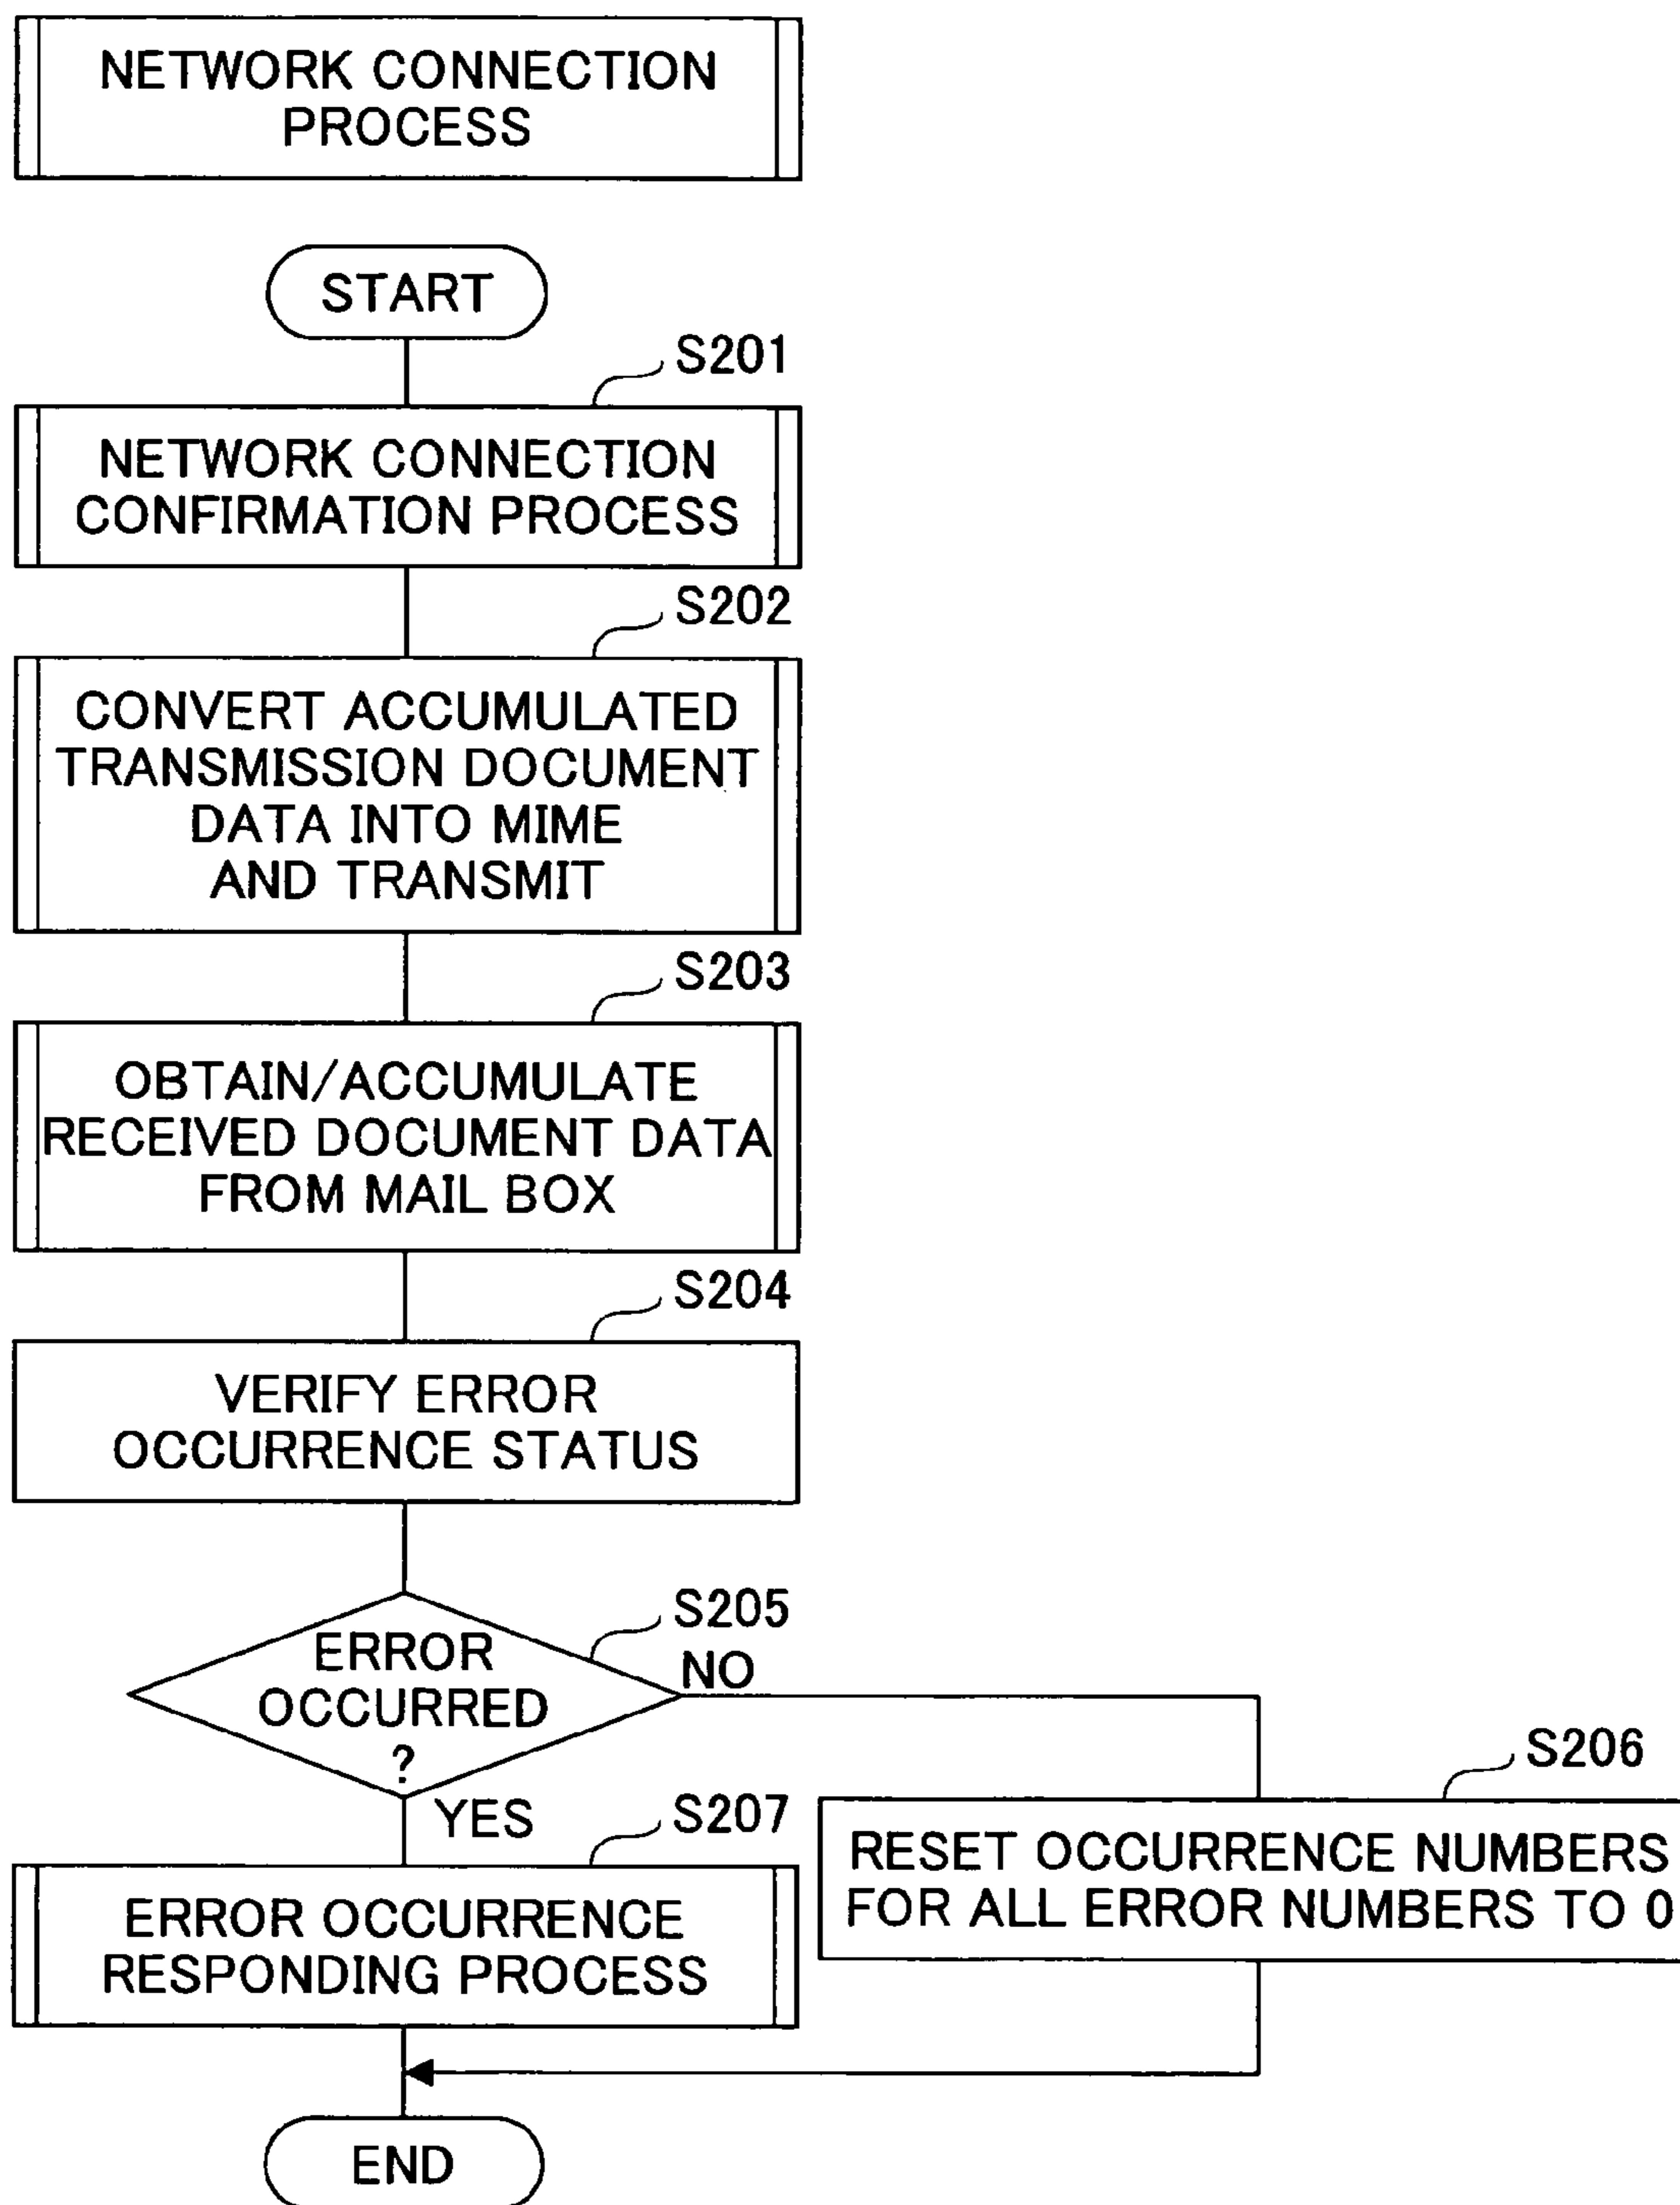 NETWORK CONNECTION
PROCESS
START
S201
NETWORK CONNECTION
CONFIRMATION PROCESS
S202
CONVERT ACCUMULATED
TRANSMISSION DOCUMENT
DATA INTO MIME
AND TRANSMIT
S203
OBTAIN/ACCUMULATE
RECEIVED DOCUMENT DATA
FROM MAIL BOX
S204
VERIFY ERROR
OCCURRENCE STATUS
S205
ERROR
OCCURRED
?
NO
YES
S206
RESET OCCURRENCE NUMBERS
FOR ALL ERROR NUMBERS TO 0
S207
ERROR OCCURRENCE
RESPONDING PROCESS
END